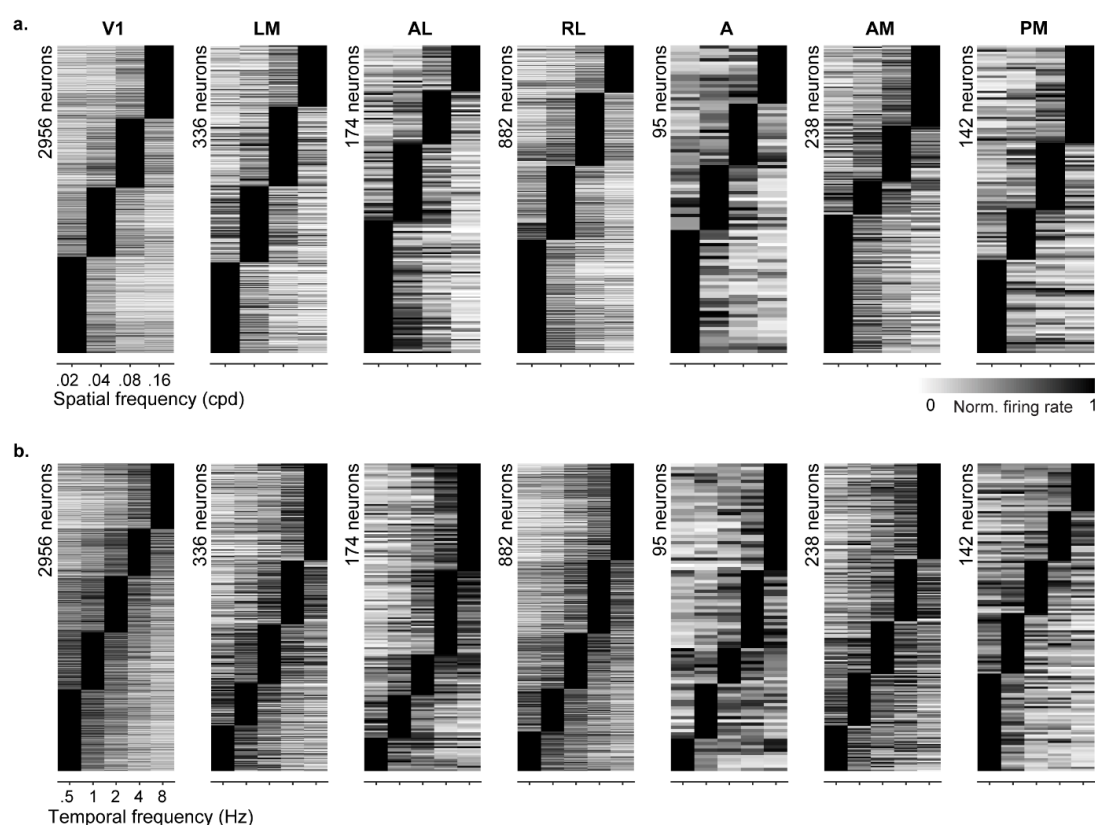 a.
V1 LM AL RL A AM PM
2956 neurons
336 neurons
174 neurons
882 neurons
95 neurons
2238 neurons
142 neurons
.02 .04 .08 .16
Spatial frequency (cpd)
0 Norm. firing rate 1
b.
2956 neurons
336 neurons
174 neurons
882 neurons
95 neurons
2238 neurons
142 neurons
.5 1 2 4 8
Temporal frequency (Hz)